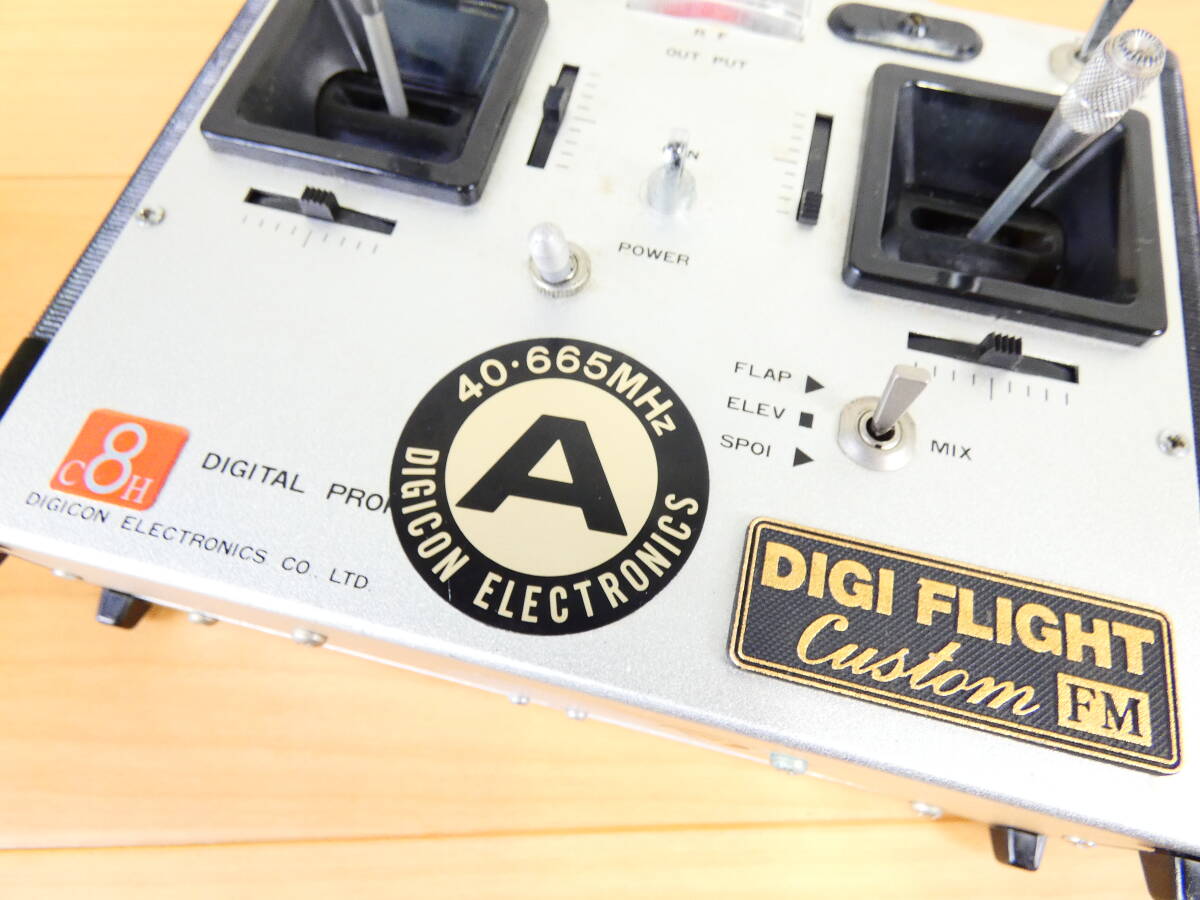 R F
OUT PUT
POWER
FLAP
ELEV
SPOI
MIX
8
C H
DIGITAL
DIGICON ELECTRONICS CO. LTD.
40·665MHz
A
DIGICON ELECTRONICS
DIGI FLIGHT
Custom FM